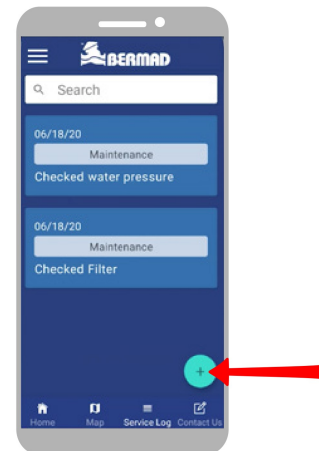 BERMAD
Search
06/18/20
Maintenance
Checked water pressure
06/18/20
Maintenance
Checked Filter
+
Home Map Service Log Contact Us